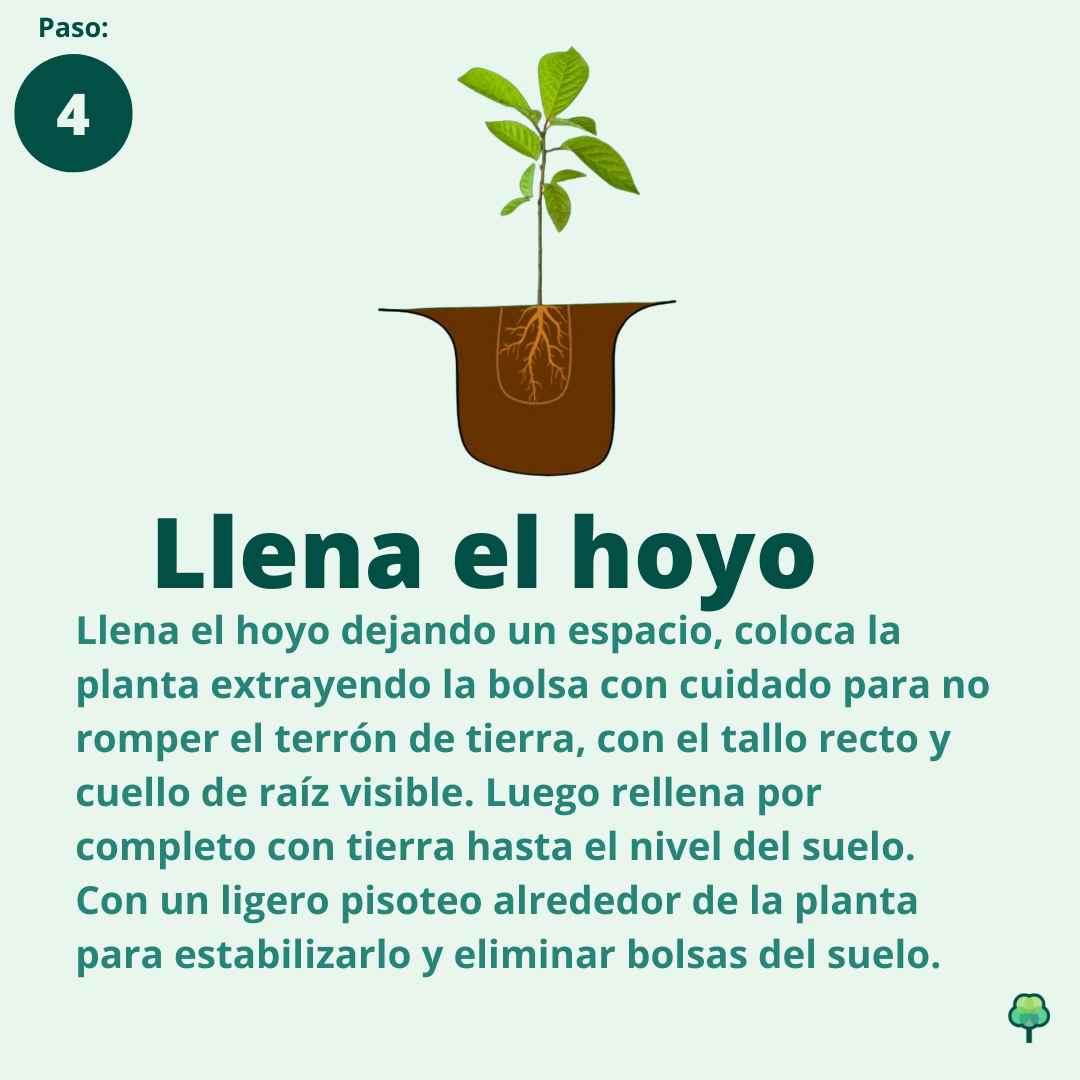 Paso:
4
Llena el hoyo
Llena el hoyo dejando un espacio, coloca la
planta extrayendo la bolsa con cuidado para no
romper el terrón de tierra, con el tallo recto y
cuello de raíz visible. Luego rellena por
completo con tierra hasta el nivel del suelo.
Con un ligero pisoteo alrededor de la planta
para estabilizarlo y eliminar bolsas del suelo.